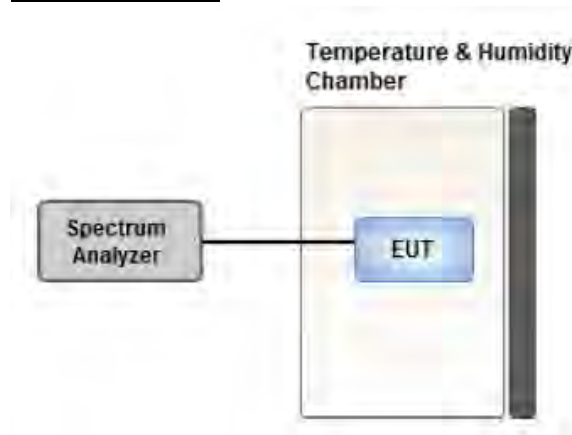 Temperature & Humidity
Chamber
Spectrum
Analyzer
EUT